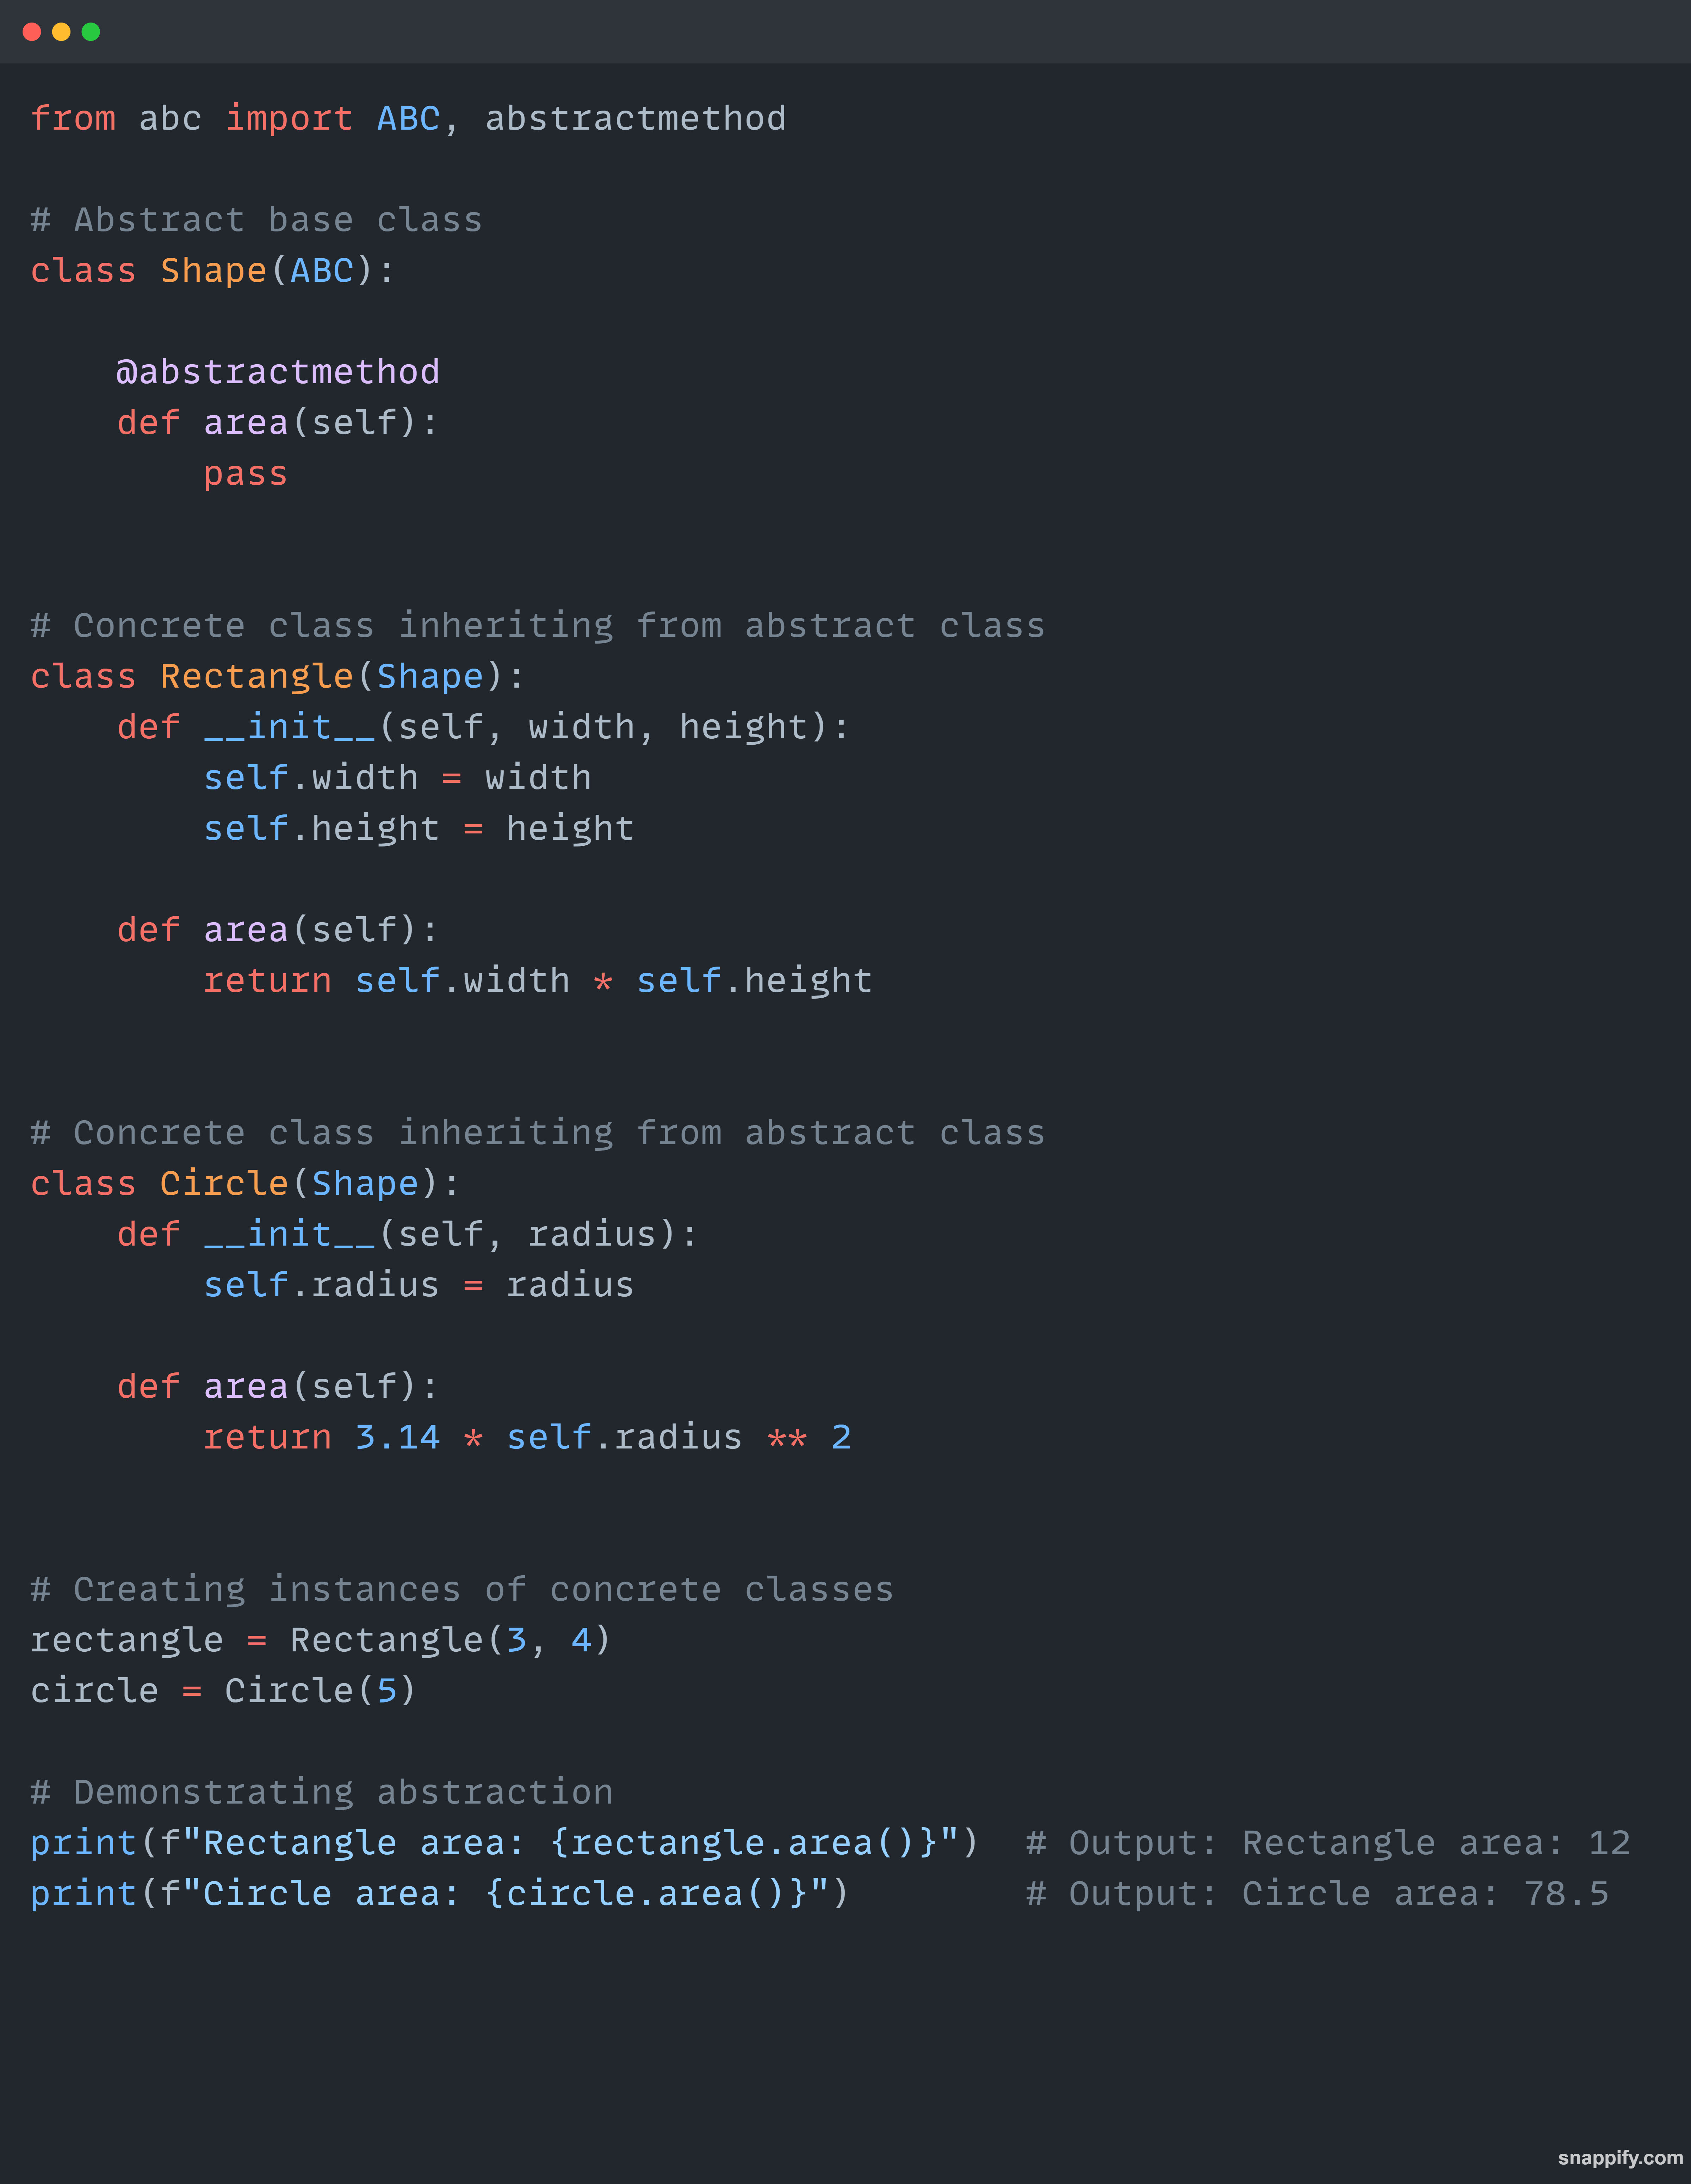 from abc import ABC, abstractmethod
# Abstract base class
class Shape(ABC):
    @abstractmethod
    def area(self):
        pass
# Concrete class inheriting from abstract class
class Rectangle(Shape):
    def __init__(self, width, height):
        self.width = width
        self.height = height
    def area(self):
        return self.width * self.height
# Concrete class inheriting from abstract class
class Circle(Shape):
    def __init__(self, radius):
        self.radius = radius
    def area(self):
        return 3.14 * self.radius ** 2
# Creating instances of concrete classes
rectangle = Rectangle(3, 4)
circle = Circle(5)
# Demonstrating abstraction
print(f"Rectangle area: {rectangle.area()}")  # Output: Rectangle area: 12
print(f"Circle area: {circle.area()}")        # Output: Circle area: 78.5
snappify.com